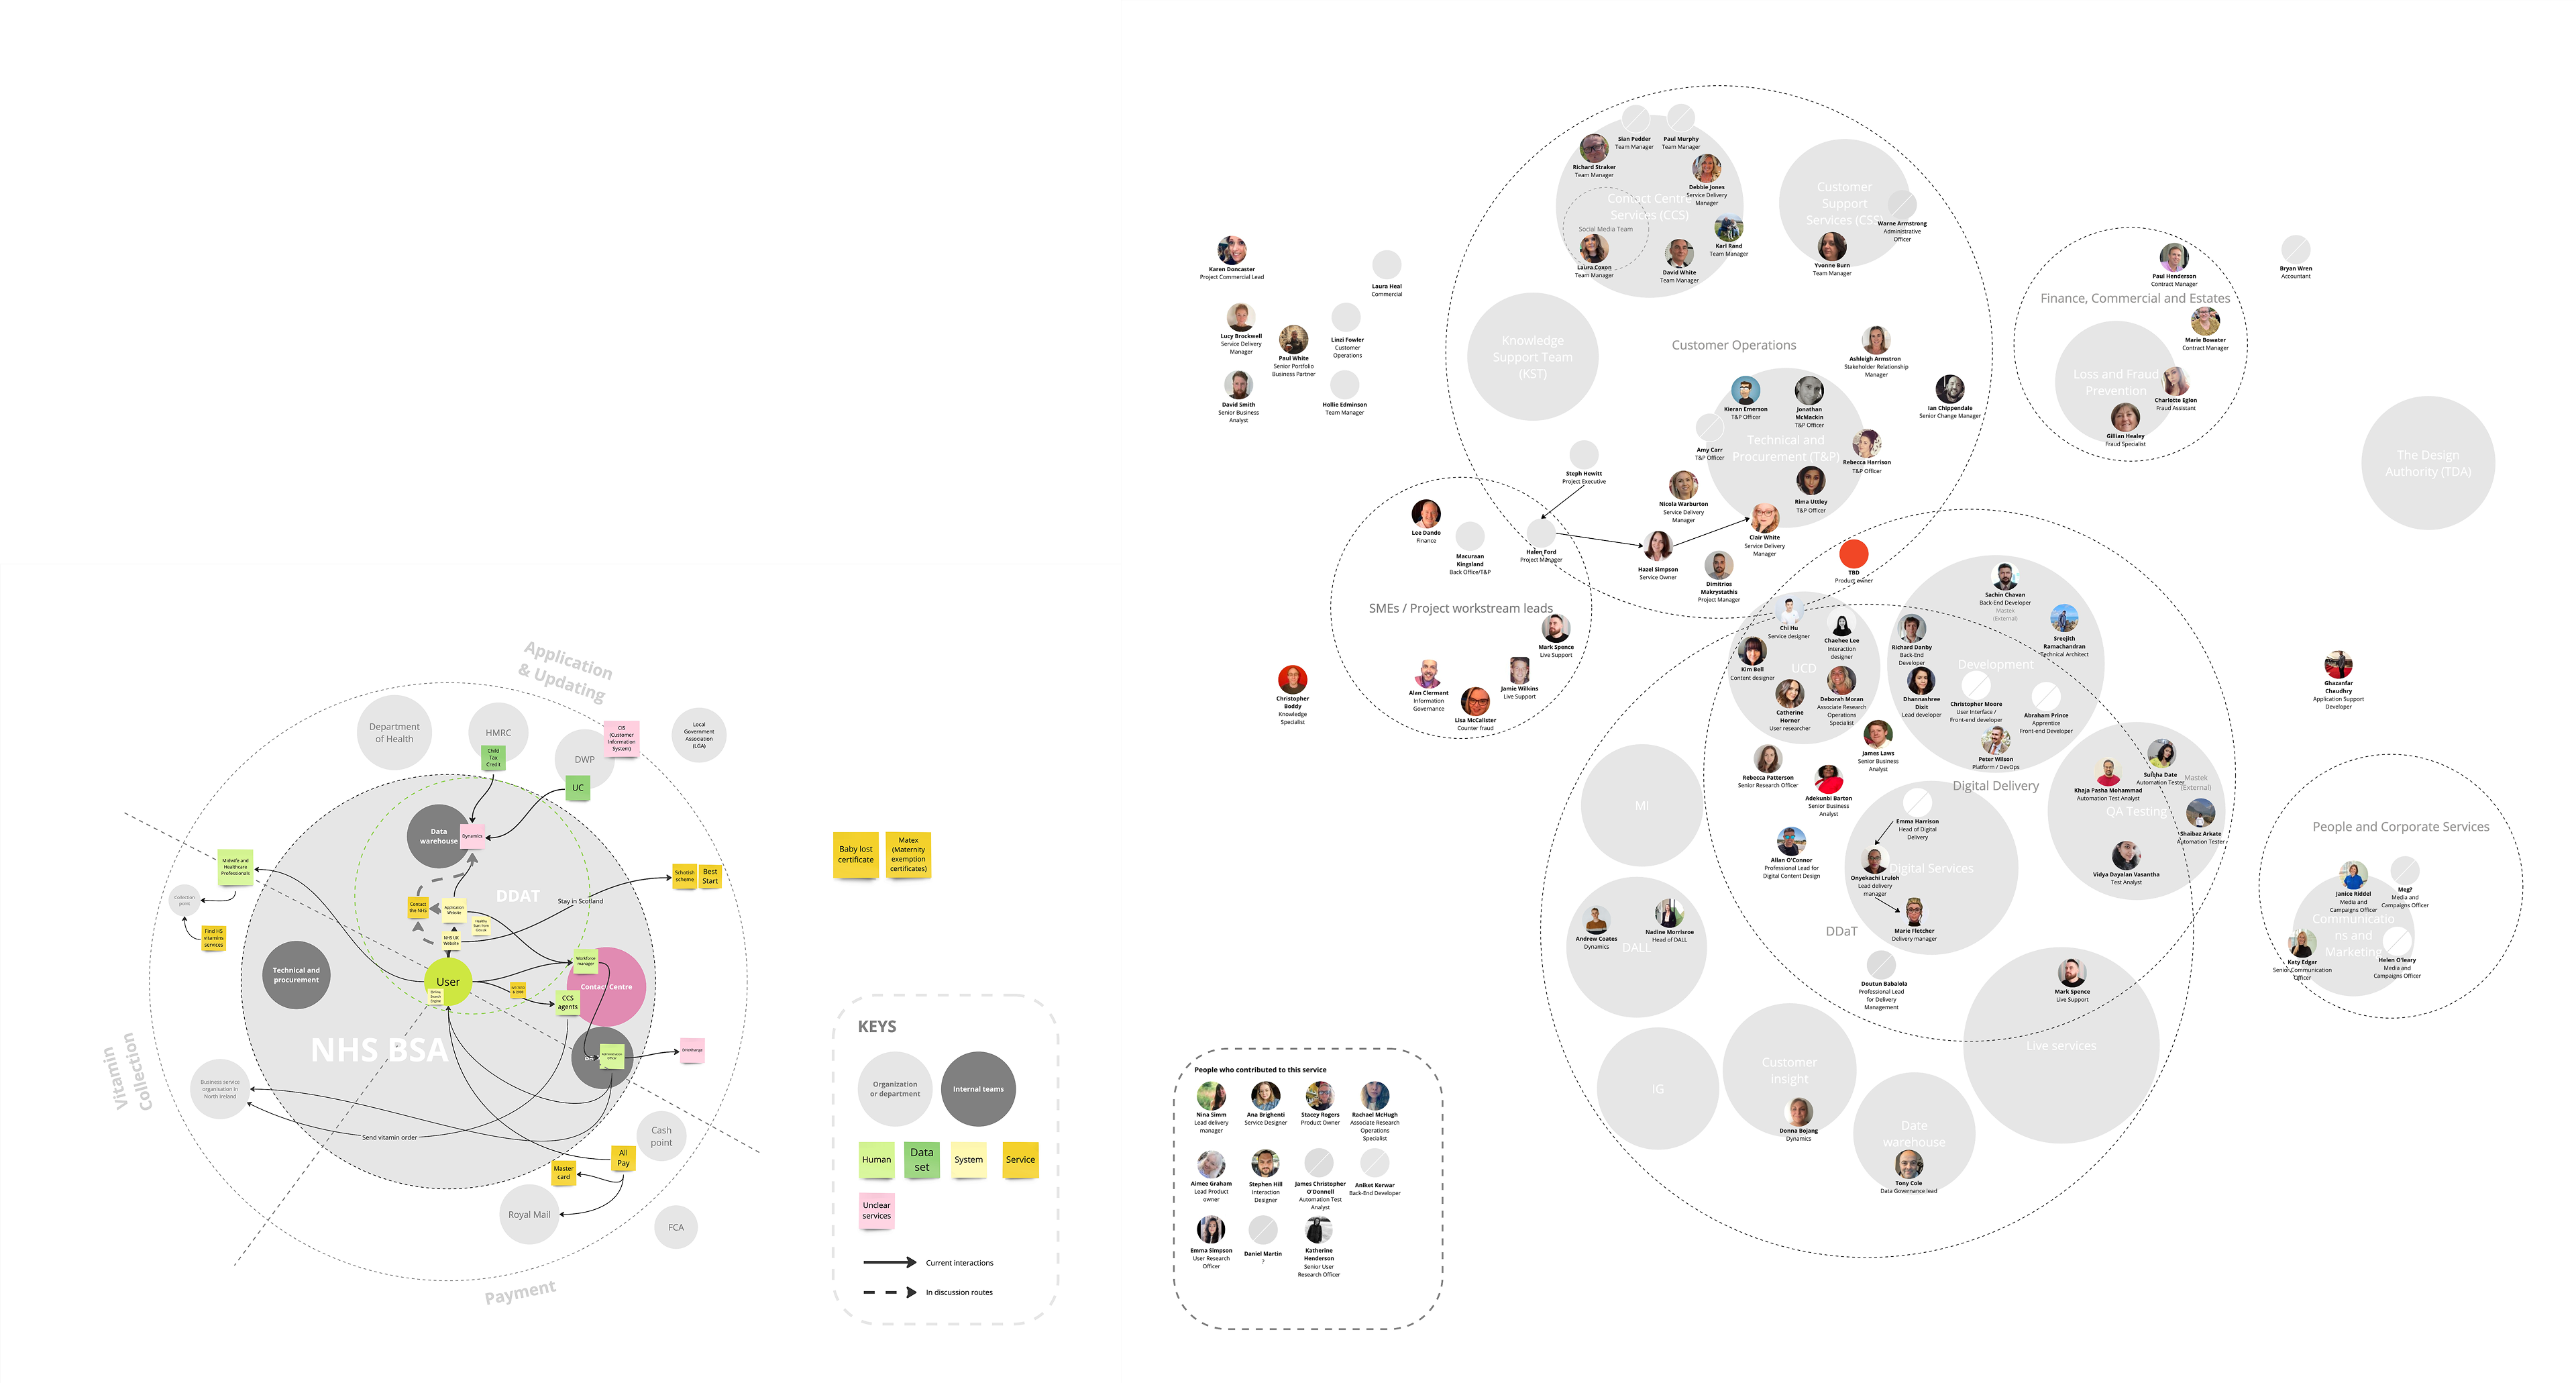 Application
& Updating
Department
of Health
HMRC
Child
Tax
Credit
DWP
CIS
(Customer
Information
System)
UC
Local
Government
Association
(LGA)
Data
warehouse
Dynamics
DDAT
Midwife and
Healthcare
Professionals
Collection
point
Find HS
vitamins
services
Contact
the NHS
Application
Website
NHS UK
Website
Schotish
scheme
Best
Start
Stay in Scotland
Technical and
procurement
User
Online
Search
Engine
Workforce
manager
Contact Centre
CCS
agents
NHS BSA
Administration
Officer
Vitamin
Collection
Business service
organisation in
North Ireland
Send vitamin order
Cash
point
All
Pay
Master
card
Royal Mail
FCA
Payment
Baby lost
certificate
Matex
(Maternity
exemption
certificates)
KEYS
Organization
or department
Internal teams
Human
Data
set
System
Service
Unclear
services
Current interactions
In discussion routes
Karen Doncaster
Project Commercial Lead
Laura Heal
Commercial
Lucy Brockwell
Service Delivery
Manager
Paul White
Senior Portfolio
Business Partner
Linzi Fowler
Customer
Operations
David Smith
Senior Business
Analyst
Hollie Edminson
Team Manager
Customer Operations
Contact Centre
Services (CCS)
Sian Pedder
Team Manager
Paul Murphy
Team Manager
Richard Straker
Team Manager
Debbie Jones
Service Delivery
Manager
Social Media Team
Laura Coxon
Team Manager
David White
Team Manager
Karl Rand
Team Manager
Customer
Support
Services (CSS)
Warne Armstrong
Administrative
Officer
Yvonne Burn
Team Manager
Knowledge
Support Team
(KST)
Ashleigh Armstron
Stakeholder Relationship
Manager
Ian Chippendale
Senior Change Manager
Technical and
Procurement (T&P)
Kieran Emerson
T&P Officer
Jonathan
McMackin
T&P Officer
Amy Carr
T&P Officer
Rebecca Harrison
T&P Officer
Rima Uttley
T&P Officer
Nicola Warburton
Service Delivery
Manager
Clair White
Service Delivery
Manager
Steph Hewitt
Project Executive
Halen Ford
Project Manager
Hazel Simpson
Service Owner
Dimitrios
Makrystathis
Project Manager
TBD
Product owner
SMEs / Project workstream leads
Lee Dando
Finance
Macuraan
Kingsland
Back Office/T&P
Mark Spence
Live Support
Alan Clermant
Information
Governance
Jamie Wilkins
Live Support
Lisa McCalister
Counter fraud
Christopher
Boddy
Knowledge
Specialist
Finance, Commercial and Estates
Paul Henderson
Contract Manager
Marie Bowater
Contract Manager
Loss and Fraud
Prevention
Charlotte Eglon
Fraud Assistant
Gillian Healey
Fraud Specialist
Bryan Wren
Accountant
The Design
Authority (TDA)
UCD
Chi Hu
Service designer
Chaehee Lee
Interaction
designer
Kim Bell
Content designer
Catherine
Horner
User researcher
Deborah Moran
Associate Research
Operations
Specialist
Development
Sachin Chavan
Back-End Developer
Mastek
(External)
Richard Danby
Back-End
Developer
Sreejith
Ramachandran
Technical Architect
Dhannashree
Dixit
Lead developer
Christopher Moore
User Interface /
Front-end developer
Abraham Prince
Apprentice
Front-end Developer
Peter Wilson
Platform / DevOps
James Laws
Senior Business
Analyst
Rebecca Patterson
Senior Research Officer
Adekunbi Barton
Senior Business
Analyst
Digital Delivery
QA Testing
Khaja Pasha Mohammad
Automation Test Analyst
Sulbha Date
Automation Tester
Mastek
(External)
Shaibaz Arkate
Automation Tester
Vidya Dayalan Vasantha
Test Analyst
Allan O'Connor
Professional Lead for
Digital Content Design
Digital Services
Emma Harrison
Head of Digital
Delivery
Onyekachi Lruloh
Lead delivery
manager
Marie Fletcher
Delivery manager
DDaT
Doutun Babalola
Professional Lead
for Delivery
Management
MI
DALL
Andrew Coates
Dynamics
Nadine Morrisroe
Head of DALL
IG
Customer
insight
Donna Bojang
Dynamics
Date
warehouse
Tony Cole
Data Governance lead
Live services
Mark Spence
Live Support
Ghazanfar
Chaudhry
Application Support
Developer
People and Corporate Services
Janice Riddel
Media and
Campaigns Officer
Meg?
Media and
Campaigns Officer
Communicatio
ns and
Marketing
Katy Edgar
Senior Communication
Officer
Helen O'leary
Media and
Campaigns Officer
People who contributed to this service
Nina Simm
Lead delivery
manager
Ana Brighenti
Service Designer
Stacey Rogers
Product Owner
Rachael McHugh
Associate Research
Operations
Specialist
Aimee Graham
Lead Product
owner
Stephen Hill
Interaction
Designer
James Christopher
O'Donnell
Automation Test
Analyst
Aniket Kerwar
Back-End Developer
Emma Simpson
User Research
Officer
Daniel Martin
?
Katherine
Henderson
Senior User
Research Officer